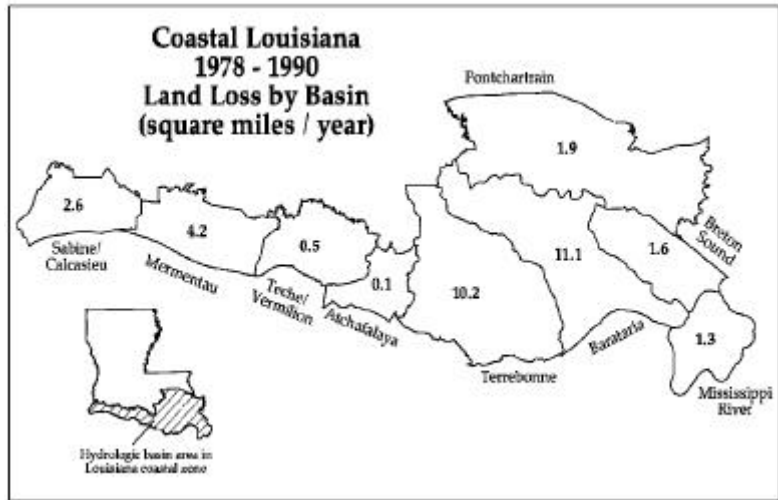 Coastal Louisiana
1978 - 1990
Land Loss by Basin
(square miles / year)
Pontchartrain
1.9
2.6
4.2
0.5
0.1
10.2
11.1
1.6
1.3
Breton
Sound
Sabine/
Calcasieu
Mermentau
Teche/
Vermilion
Atchafalaya
Terrebonne
Barataria
Mississippi
River
Hydrologic basin area in
Louisiana coastal zone